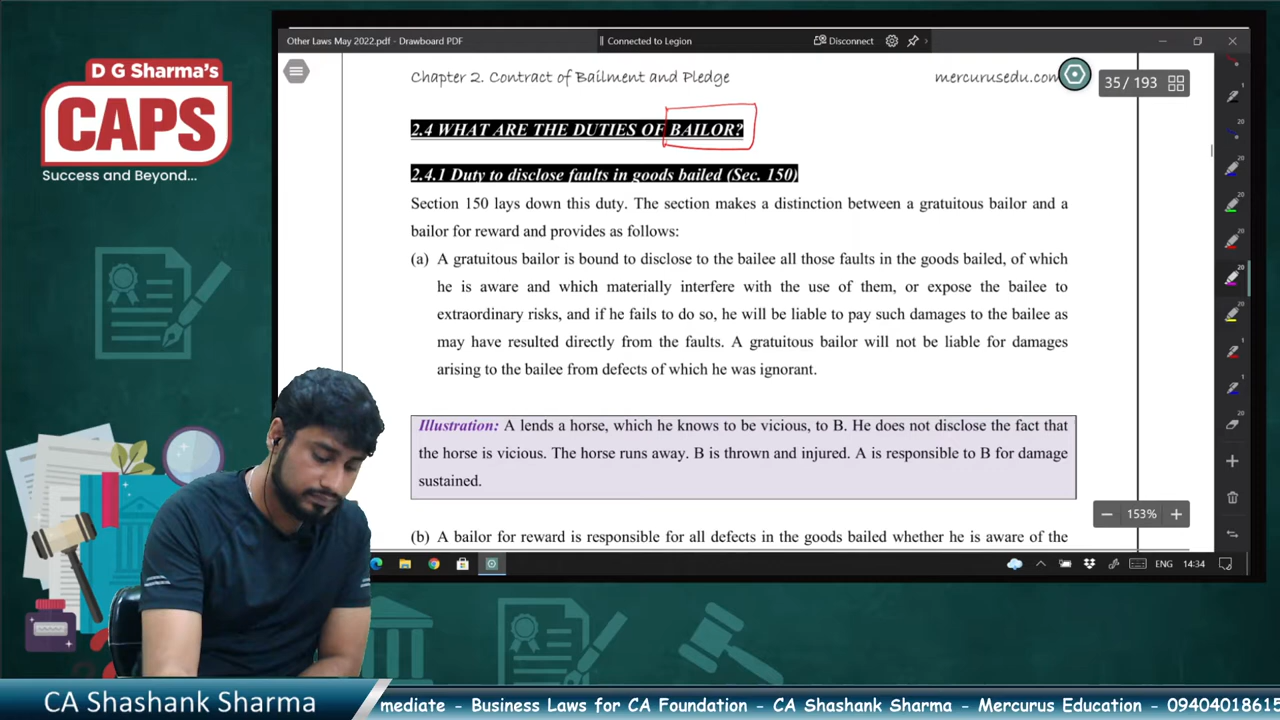 D G Sharma's
CAPS
Success and Beyond...
Other Laws May 2022.pdf - Drawboard PDF
Connected to Legion
Disconnect
Chapter 2. Contract of Bailment and Pledge
mercurusedu.com
35 / 193
2.4 WHAT ARE THE DUTIES OF BAILOR?
2.4.1 Duty to disclose faults in goods bailed (Sec. 150)
Section 150 lays down this duty. The section makes a distinction between a gratuitous bailor and a
bailor for reward and provides as follows:
(a) A gratuitous bailor is bound to disclose to the bailee all those faults in the goods bailed, of which
he is aware and which materially interfere with the use of them, or expose the bailee to
extraordinary risks, and if he fails to do so, he will be liable to pay such damages to the bailee as
may have resulted directly from the faults. A gratuitous bailor will not be liable for damages
arising to the bailee from defects of which he was ignorant.
Illustration: A lends a horse, which he knows to be vicious, to B. He does not disclose the fact that
the horse is vicious. The horse runs away. B is thrown and injured. A is responsible to B for damage
sustained.
153%
(b) A bailor for reward is responsible for all defects in the goods bailed whether he is aware of the
ENG 14:34
1
20
20
20
20
20
20
20
1
1
CA Shashank Sharma
mediate - Business Laws for CA Foundation - CA Shashank Sharma - Mercurus Education - 09404018615